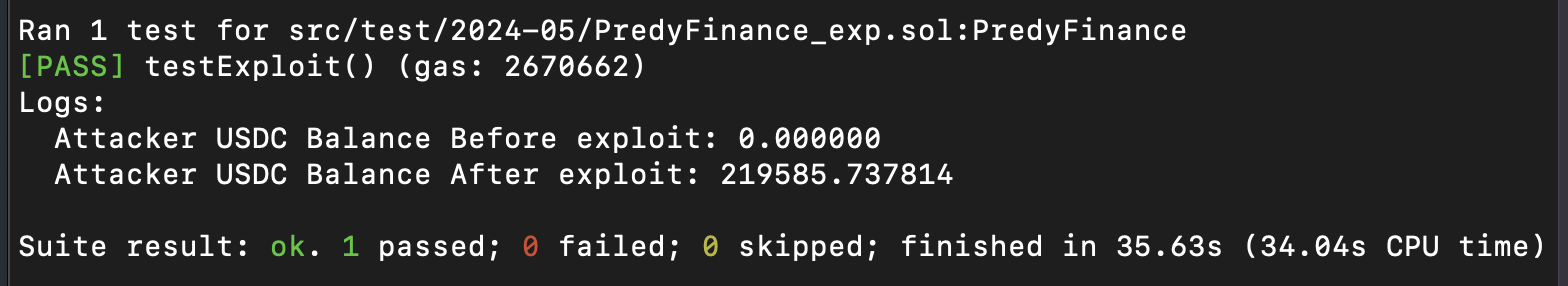 Ran 1 test for src/test/2024-05/PredyFinance_exp.sol:PredyFinance
[PASS] testExploit() (gas: 2670662)
Logs:
  Attacker USDC Balance Before exploit: 0.000000
  Attacker USDC Balance After exploit: 219585.737814

Suite result: ok. 1 passed; 0 failed; 0 skipped; finished in 35.63s (34.04s CPU time)